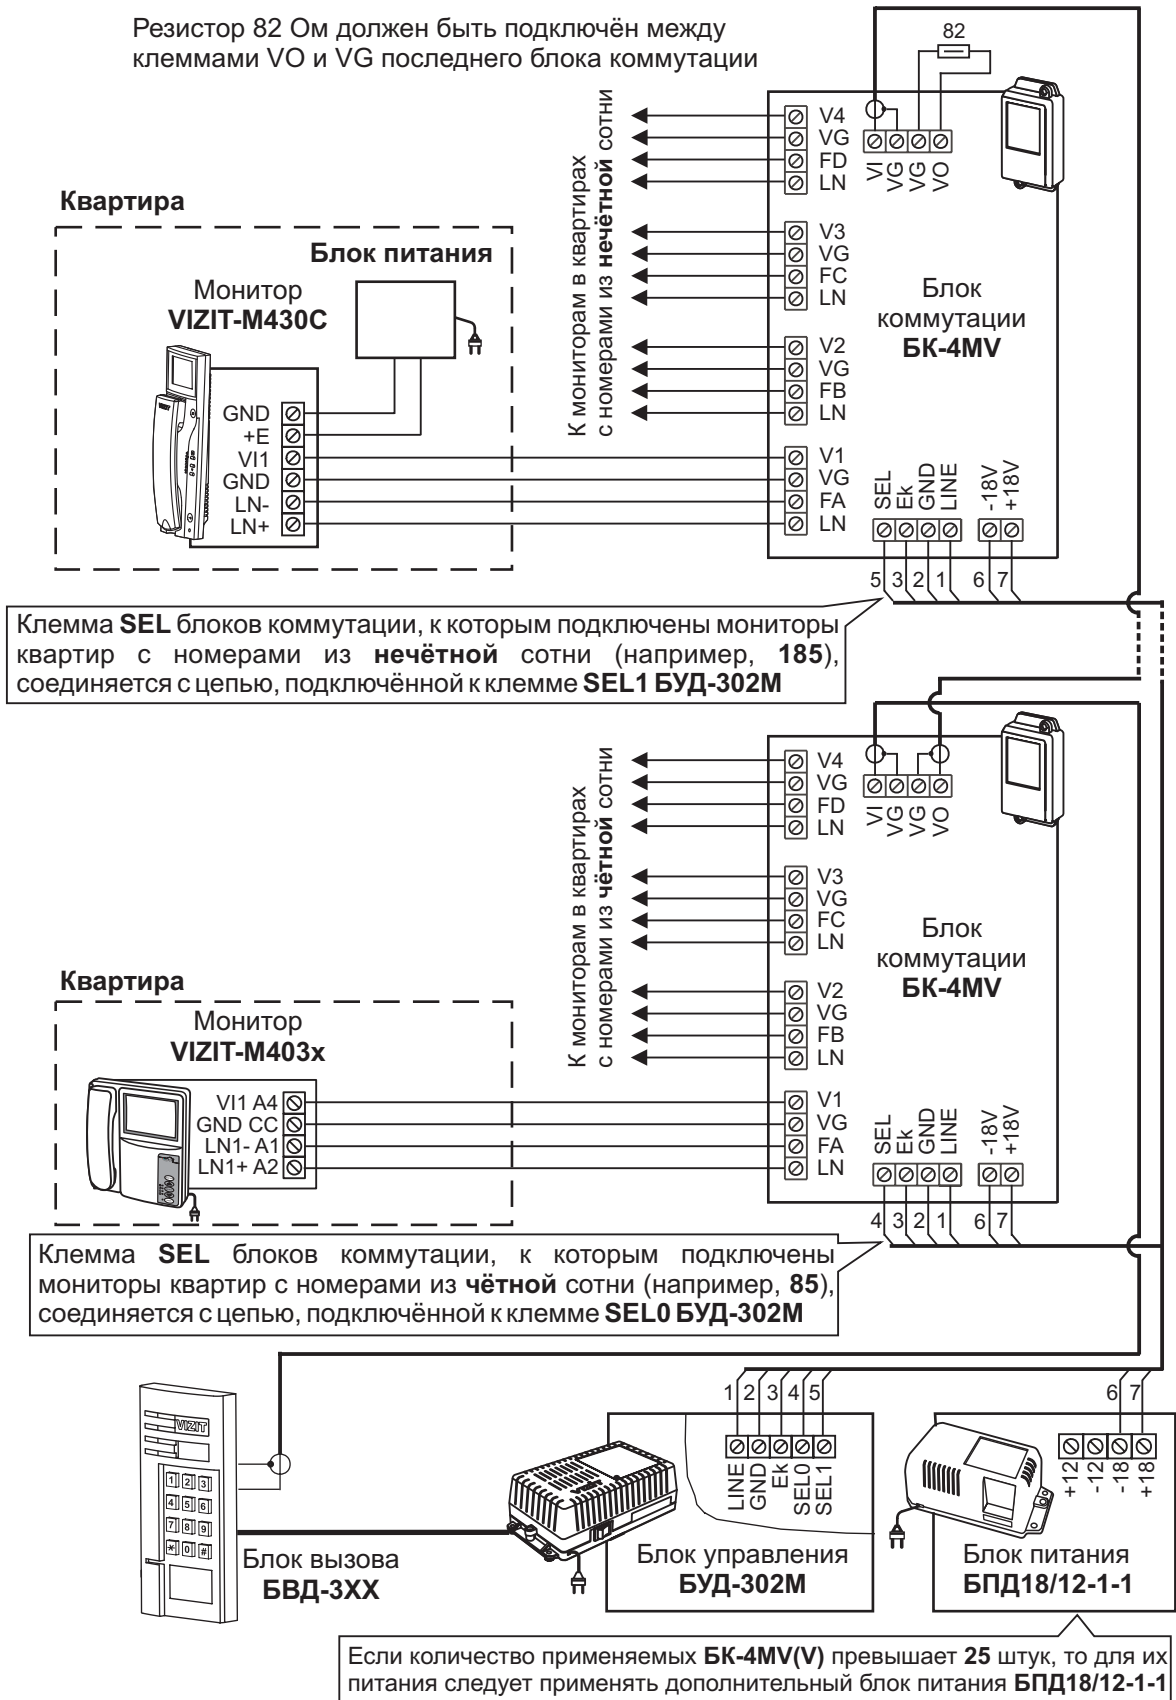 Резистор 82 Ом должен быть подключён между
клеммами VO и VG последнего блока коммутации
82
V4
VG
FD
LN
VI
VG
VG
VO
К мониторам в квартирах
с номерами из нечётной сотни
V3
VG
FC
LN
Блок
коммутации
БК-4MV
V2
VG
FB
LN
Квартира
Блок питания
Монитор
VIZIT-M430C
VIZIT
GND
+E
VI1
GND
LN-
LN+
V1
VG
FA
LN
SEL
Ek
GND
LINE
-18V
+18V
5 3 2 1 6 7
Клемма SEL блоков коммутации, к которым подключены мониторы
квартир с номерами из нечётной сотни (например, 185),
соединяется с цепью, подключённой к клемме SEL1 БУД-302М
V4
VG
FD
LN
VI
VG
VG
VO
К мониторам в квартирах
с номерами из чётной сотни
V3
VG
FC
LN
Блок
коммутации
БК-4MV
V2
VG
FB
LN
Квартира
Монитор
VIZIT-M403x
VI1 A4
GND CC
LN1- A1
LN1+ A2
V1
VG
FA
LN
SEL
Ek
GND
LINE
-18V
+18V
4 3 2 1 6 7
Клемма SEL блоков коммутации, к которым подключены
мониторы квартир с номерами из чётной сотни (например, 85),
соединяется с цепью, подключённой к клемме SEL0 БУД-302М
VIZIT
1 2 3
4 5 6
7 8 9
* 0 #
Блок вызова
БВД-3XX
1 2 3 4 5
LINE
GND
Ek
SEL0
SEL1
Блок управления
БУД-302М
6 7
+12
-12
-18
+18
Блок питания
БПД18/12-1-1
Если количество применяемых БК-4MV(V) превышает 25 штук, то для их
питания следует применять дополнительный блок питания БПД18/12-1-1